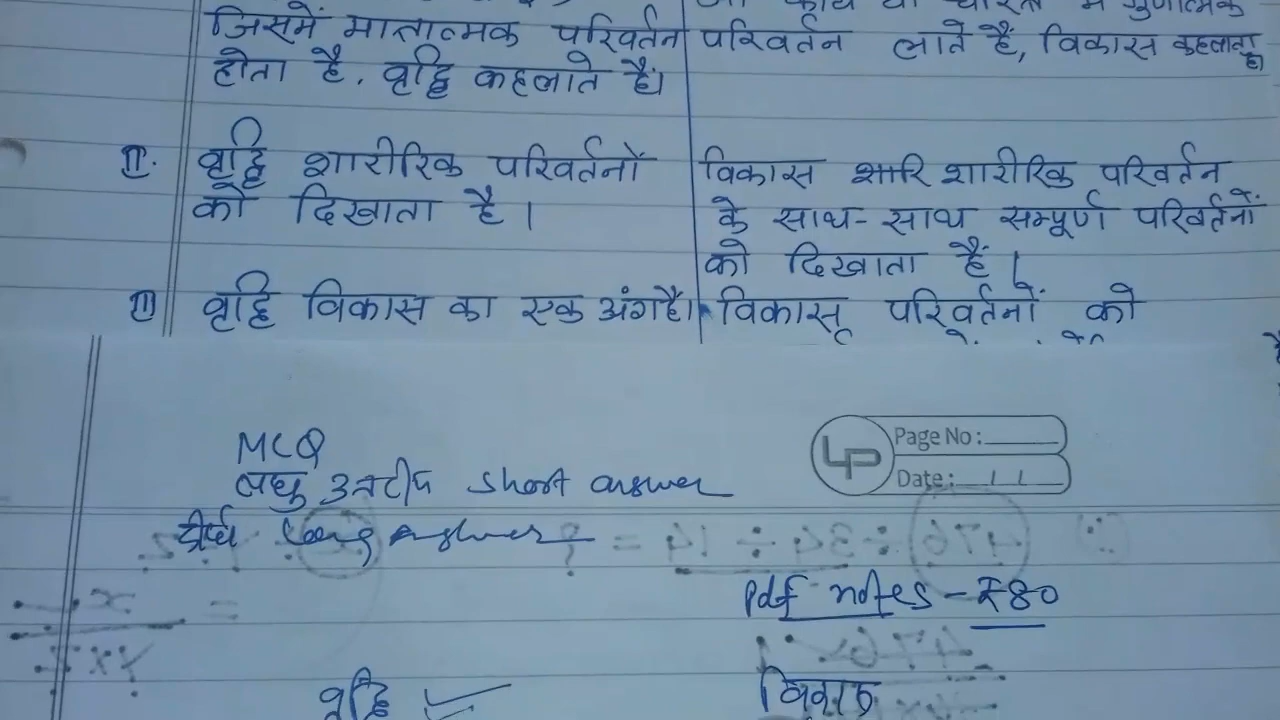 जिसमें मात्रात्मक परिवर्तन
होता है, वृद्धि कहलाते हैं।
गुणात्मक
परिवर्तन लाते हैं, विकास कहलाता है।
II. वृद्धि शारीरिक परिवर्तनों
को दिखाता है।
विकास शारीरिक परिवर्तन
के साथ-साथ सम्पूर्ण परिवर्तनों
को दिखाता हैं।
III वृद्धि विकास का एक अंग है।
विकास परिवर्तनों को
MCQ
लघु उत्तरीय short answer
दीर्घ long answer
Page No:
Date:
Pdf notes - ₹80
वृद्धि
विकास